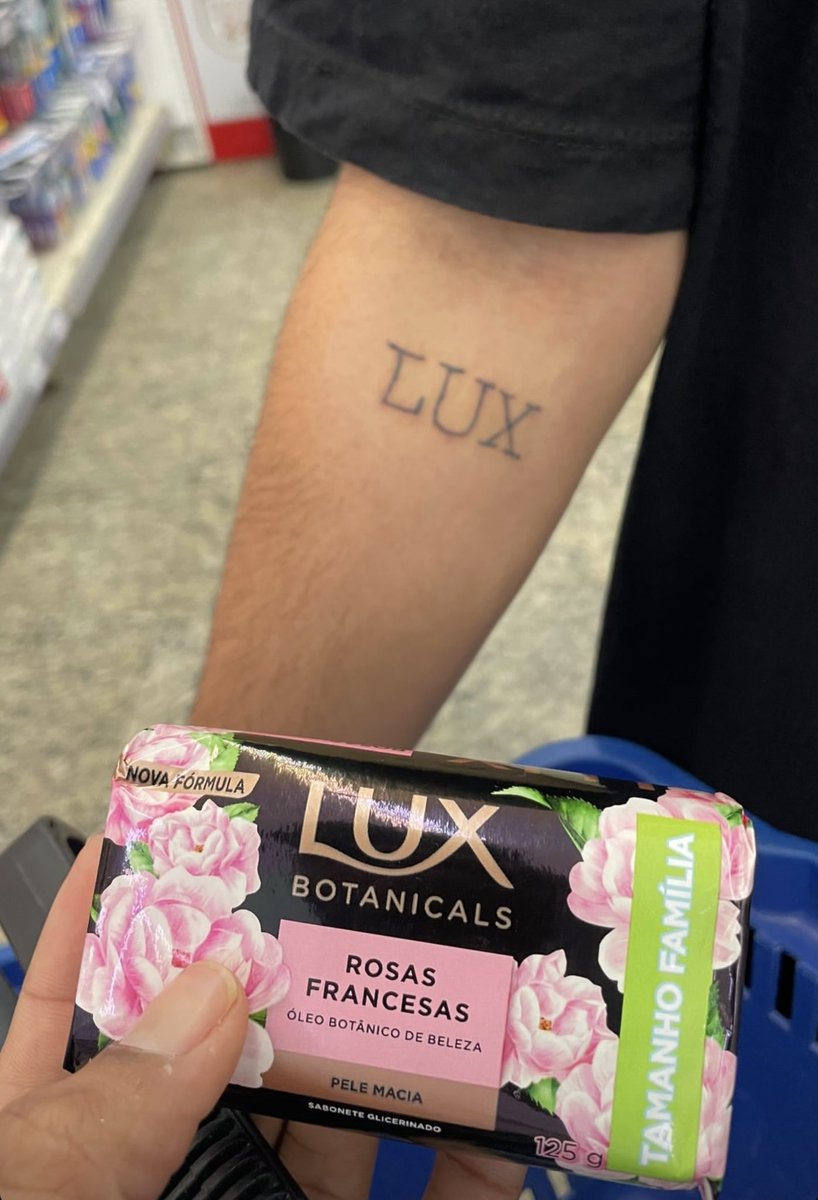 LUX
NOVA FÓRMULA
LUX
BOTANICALS
ROSAS
FRANCESAS
ÓLEO BOTÂNICO DE BELEZA
PELE MACIA
SABONETE GLICERINADO
125 g
TAMANHO FAMÍLIA